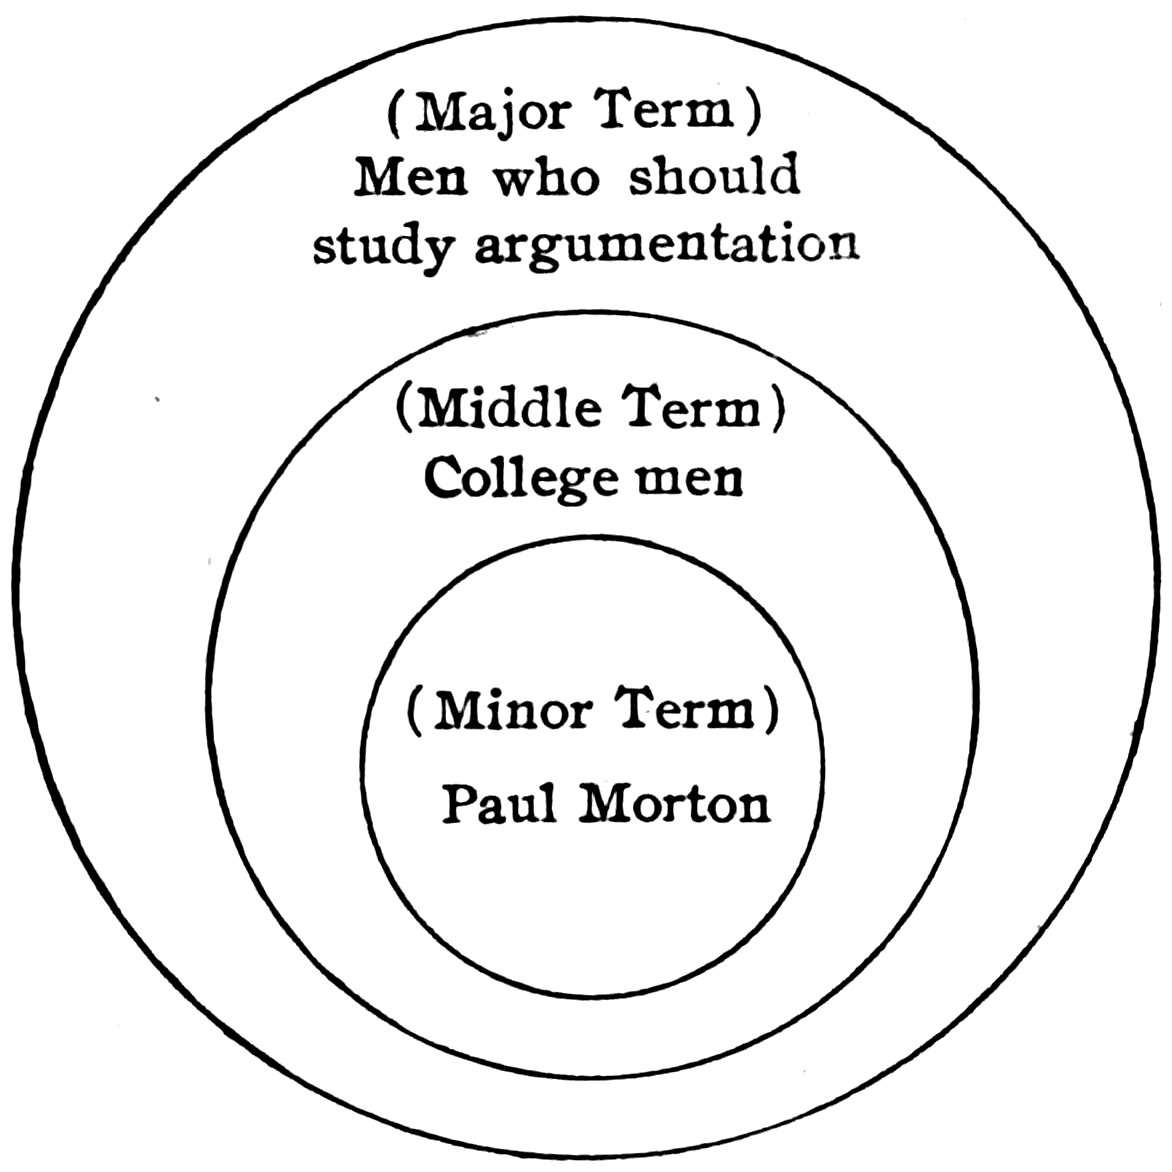 (Major Term)
Men who should
study argumentation
(Middle Term)
College men
(Minor Term)
Paul Morton